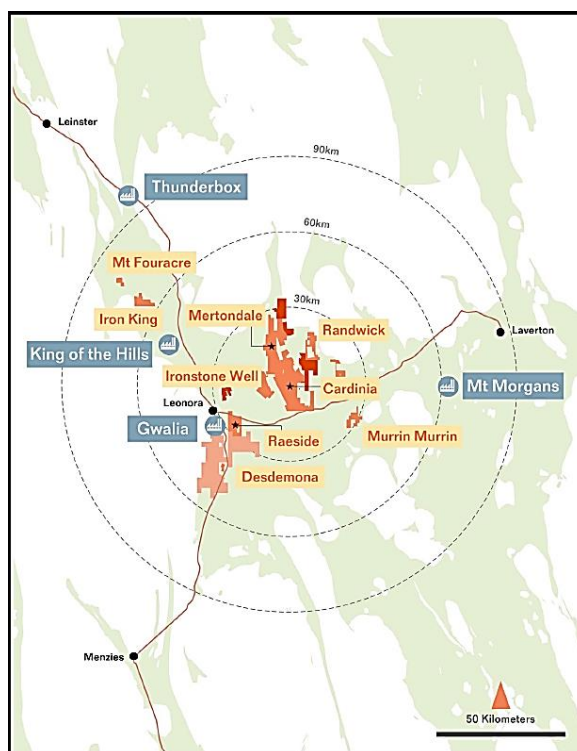 Leinster
90km
Thunderbox
60km
Mt Fouracre
30km
Iron King
Mertondale
Randwick
Laverton
King of the Hills
Ironstone Well
Cardinia
Mt Morgans
Leonora
Gwalia
Raeside
Murrin Murrin
Desdemona
Menzies
50 Kilometers